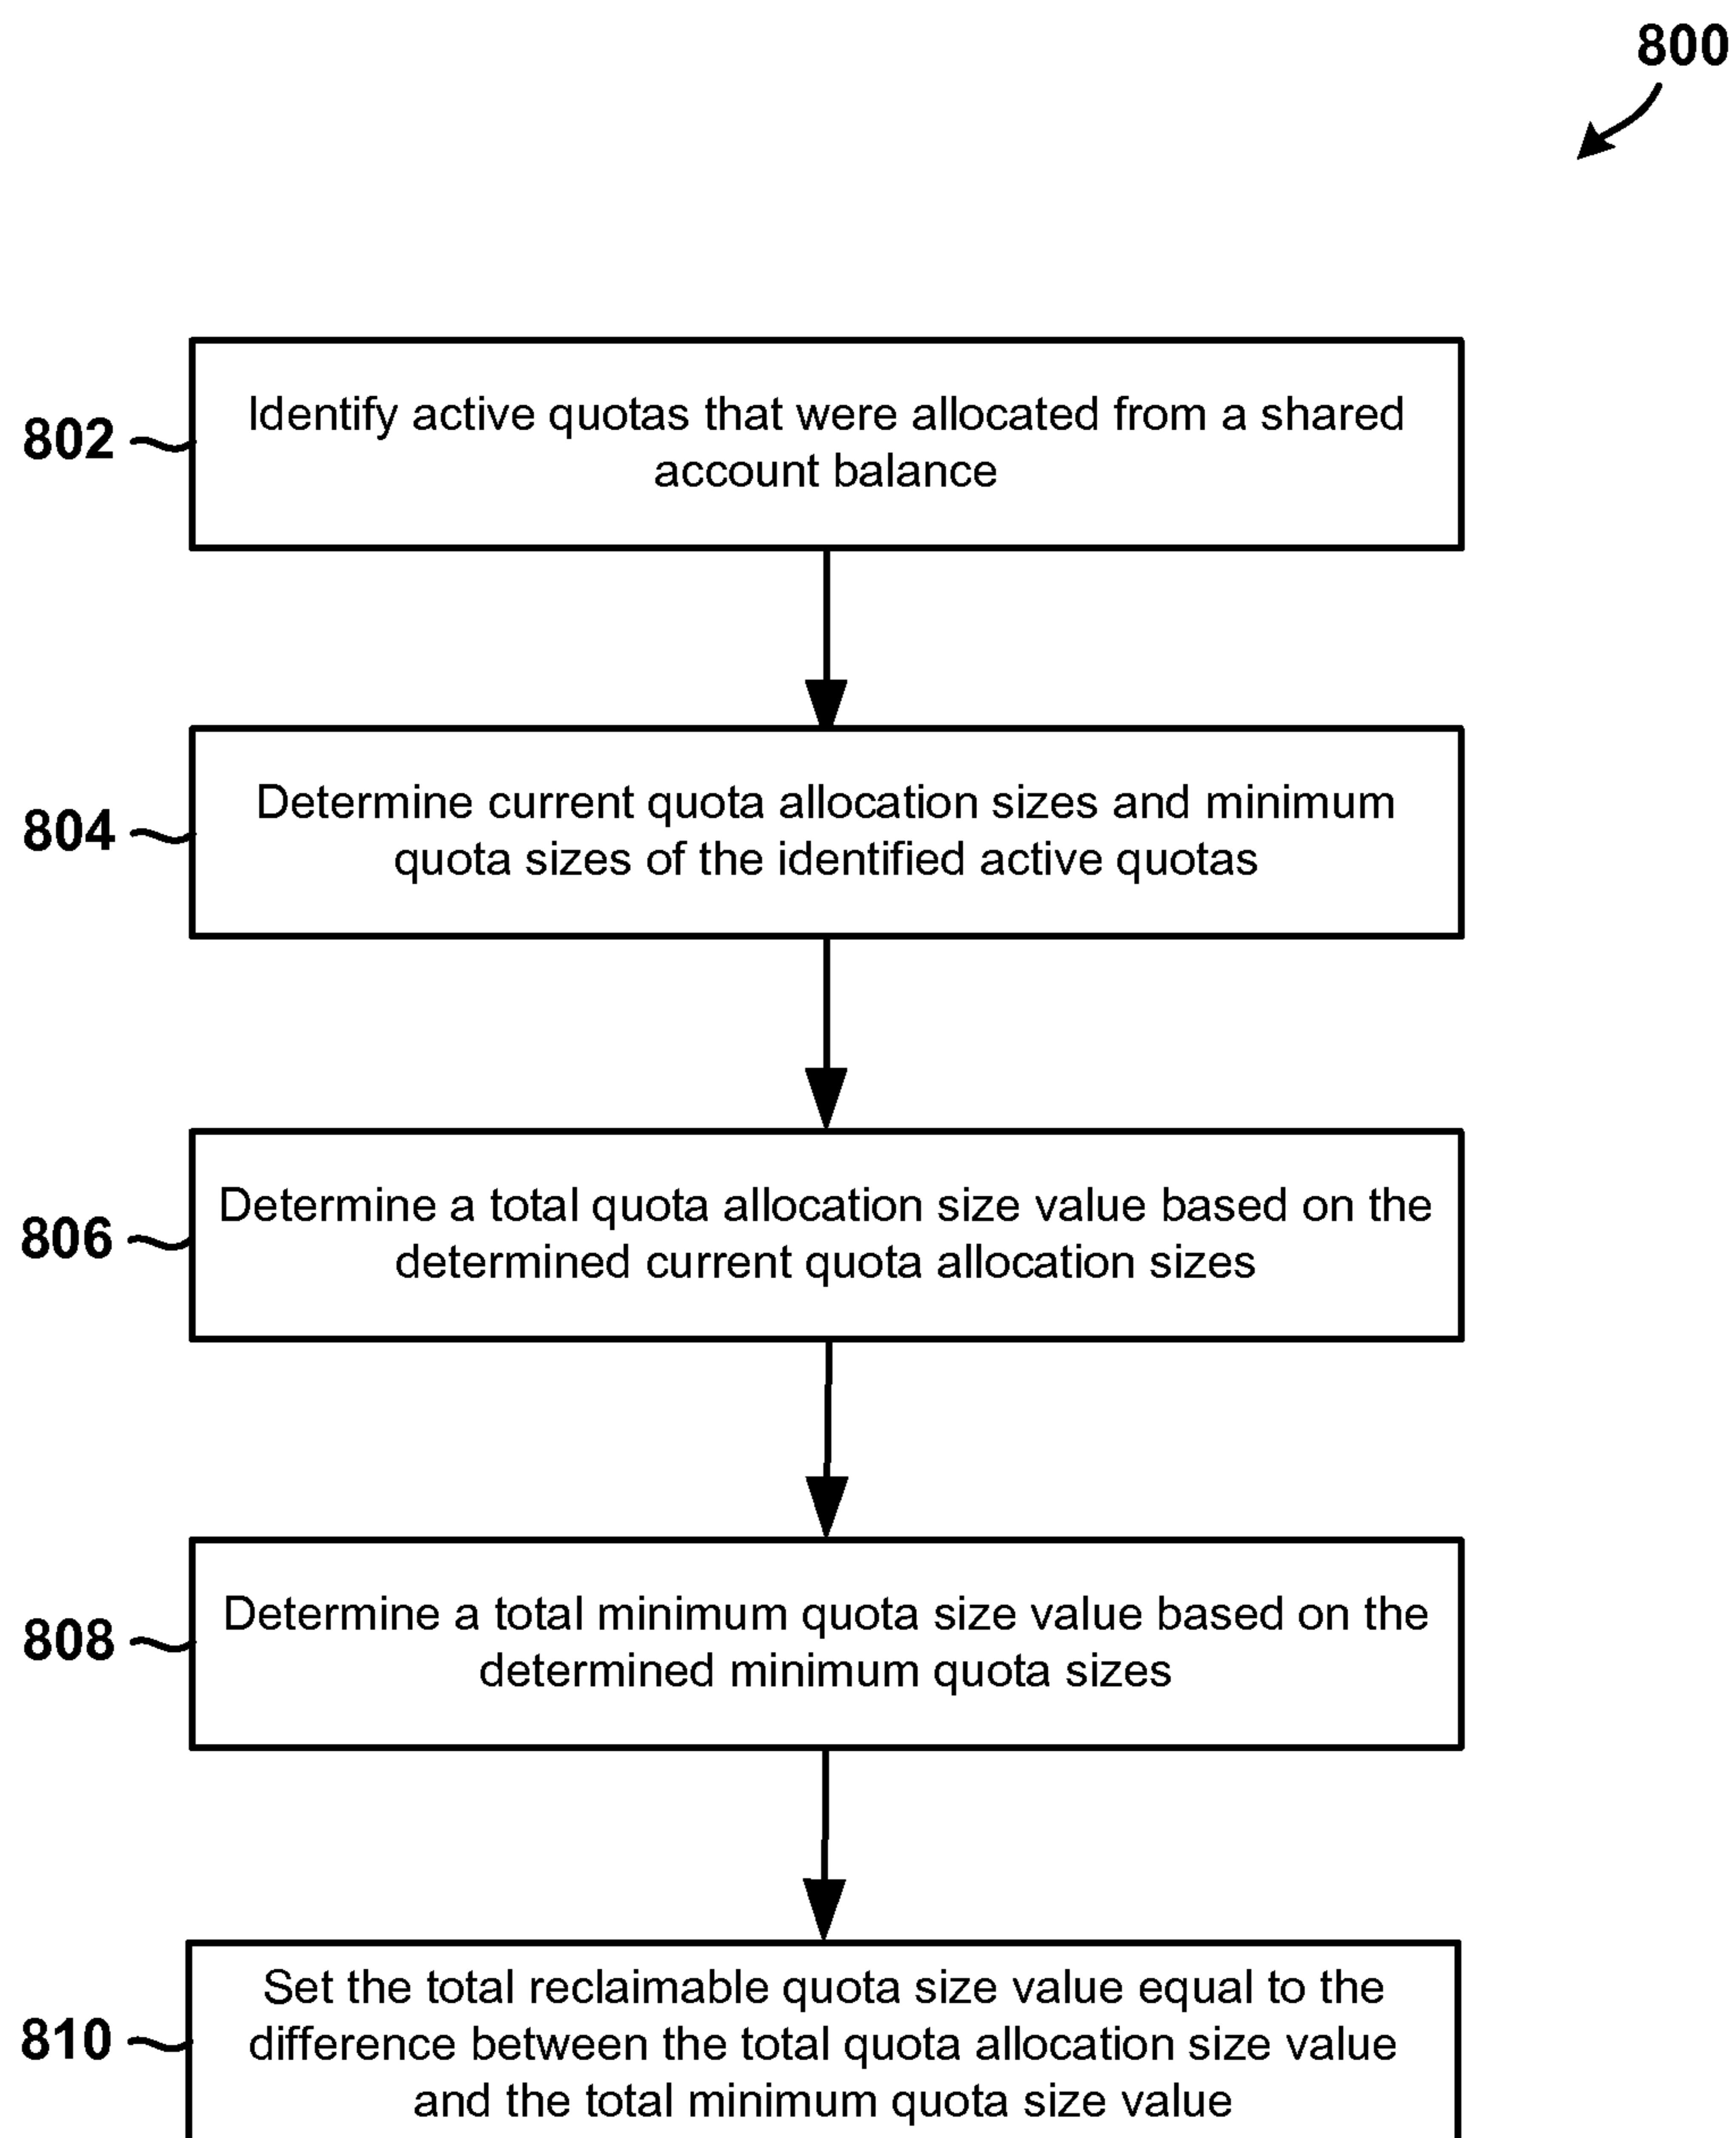 800
802
Identify active quotas that were allocated from a shared
account balance
804
Determine current quota allocation sizes and minimum
quota sizes of the identified active quotas
806
Determine a total quota allocation size value based on the
determined current quota allocation sizes
808
Determine a total minimum quota size value based on the
determined minimum quota sizes
810
Set the total reclaimable quota size value equal to the
difference between the total quota allocation size value
and the total minimum quota size value